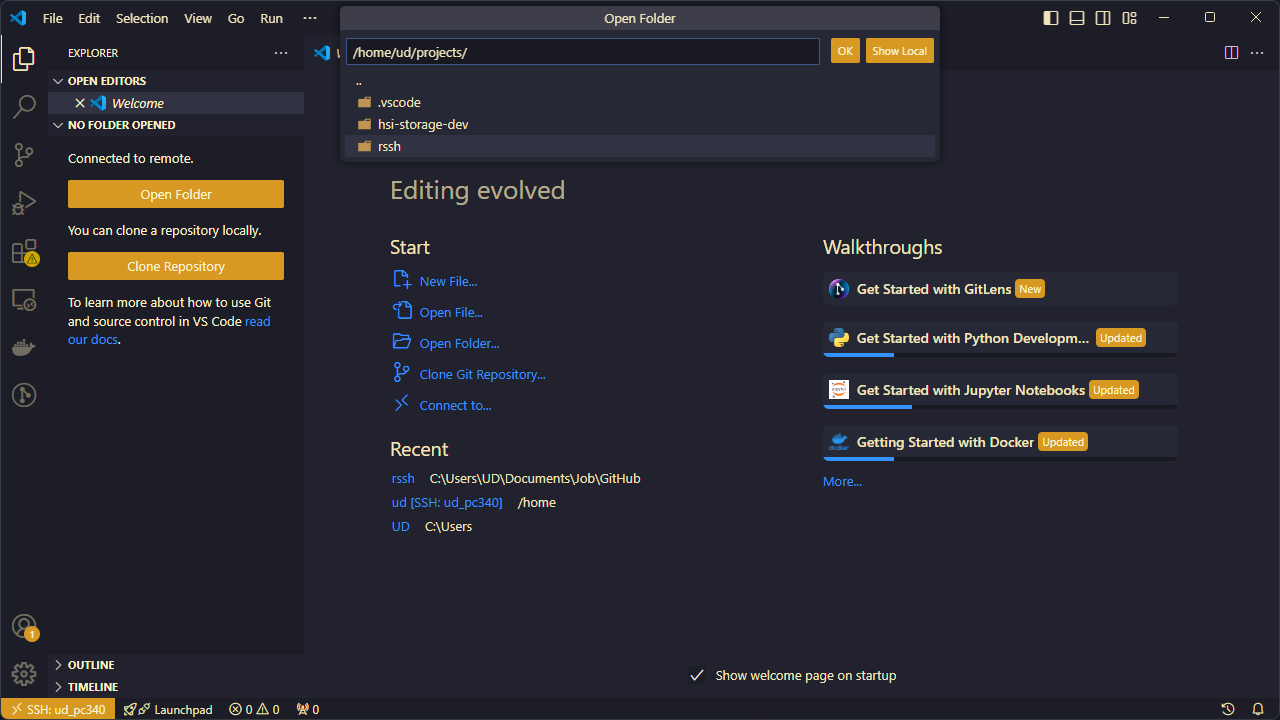 File Edit Selection View Go Run ···
Open Folder
/home/ud/projects/
OK
Show Local
..
.vscode
hsi-storage-dev
rssh
EXPLORER
OPEN EDITORS
Welcome
NO FOLDER OPENED
Connected to remote.
Open Folder
You can clone a repository locally.
Clone Repository
To learn more about how to use Git
and source control in VS Code read
our docs.
OUTLINE
TIMELINE
Editing evolved
Start
New File...
Open File...
Open Folder...
Clone Git Repository...
Connect to...
Recent
rssh C:\Users\UD\Documents\Job\GitHub
ud [SSH: ud_pc340] /home
UD C:\Users
Walkthroughs
Get Started with GitLens New
Get Started with Python Developm... Updated
Get Started with Jupyter Notebooks Updated
docker Getting Started with Docker Updated
More...
Show welcome page on startup
1
SSH: ud_pc340 Launchpad 0 0 0